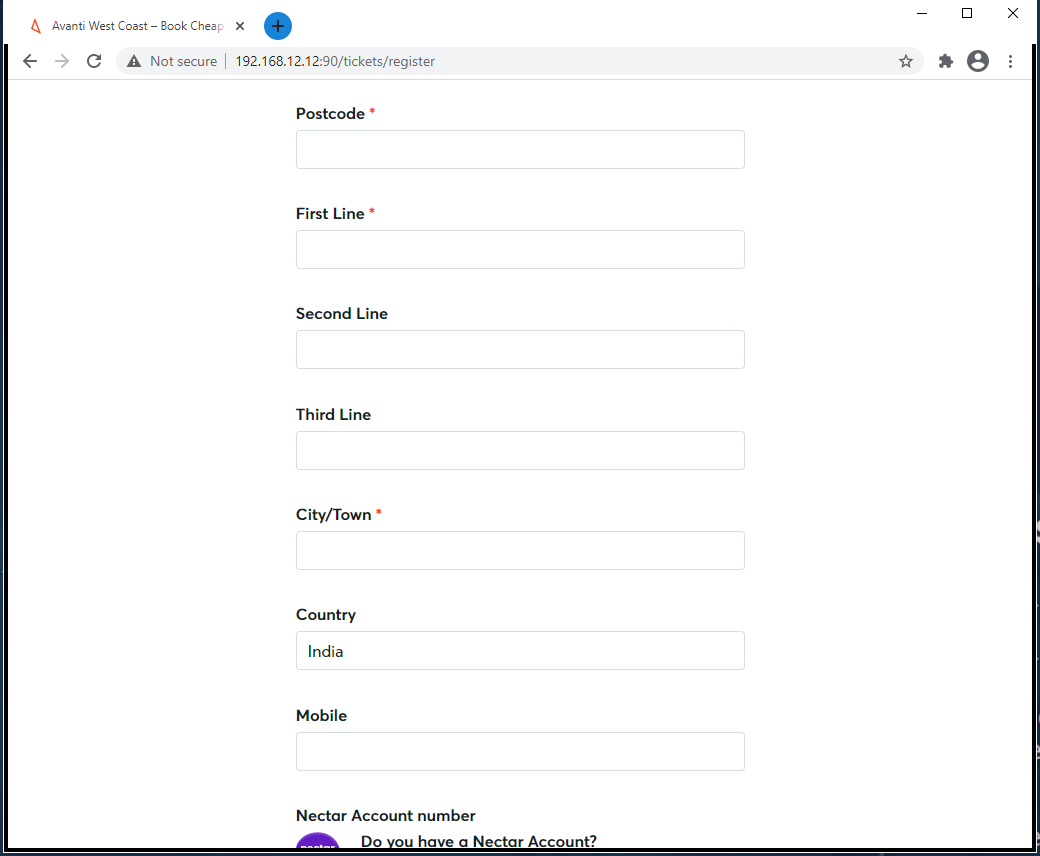 Avanti West Coast – Book Cheap
Not secure
192.168.12.12:90/tickets/register
Postcode *
First Line *
Second Line
Third Line
City/Town *
Country
India
Mobile
Nectar Account number
nectar
Do you have a Nectar Account?